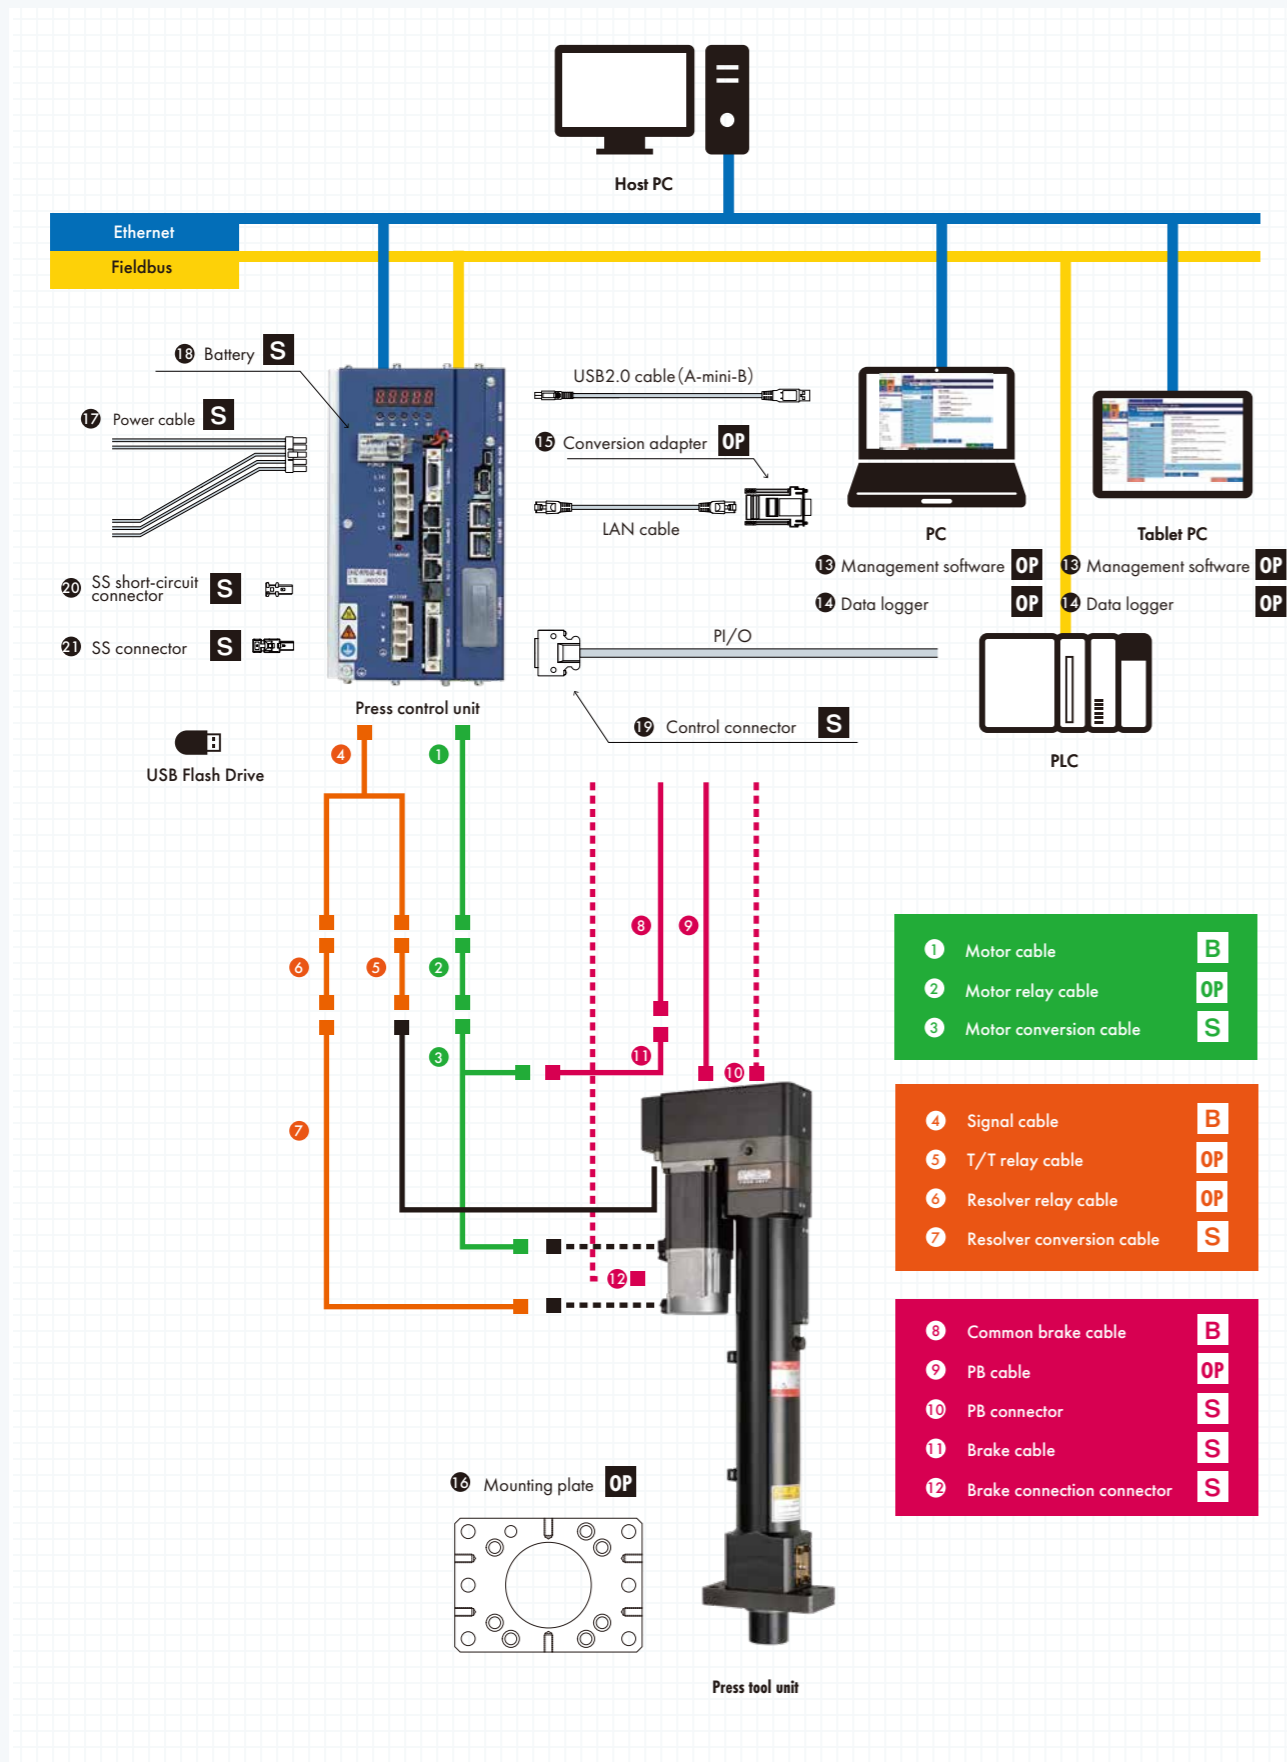 Host PC
Ethernet
Fieldbus
18 Battery S
17 Power cable S
20 SS short-circuit
connector S
21 SS connector S
USB Flash Drive
Press control unit
USB2.0 cable (A-mini-B)
15 Conversion adapter OP
LAN cable
PI/O
19 Control connector S
PC
13 Management software OP
14 Data logger OP
Tablet PC
13 Management software OP
14 Data logger OP
PLC
4
1
6
5
2
8
9
3
11
10
7
12
1 Motor cable B
2 Motor relay cable OP
3 Motor conversion cable S
4 Signal cable B
5 T/T relay cable OP
6 Resolver relay cable OP
7 Resolver conversion cable S
8 Common brake cable B
9 PB cable OP
10 PB connector S
11 Brake cable S
12 Brake connection connector S
16 Mounting plate OP
Press tool unit